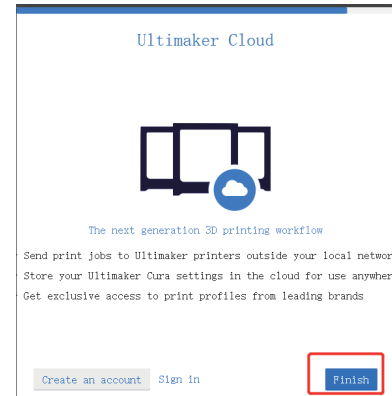 Ultimaker Cloud
The next generation 3D printing workflow
Send print jobs to Ultimaker printers outside your local networ
Store your Ultimaker Cura settings in the cloud for use anywher
Get exclusive access to print profiles from leading brands
Create an account Sign in Finish